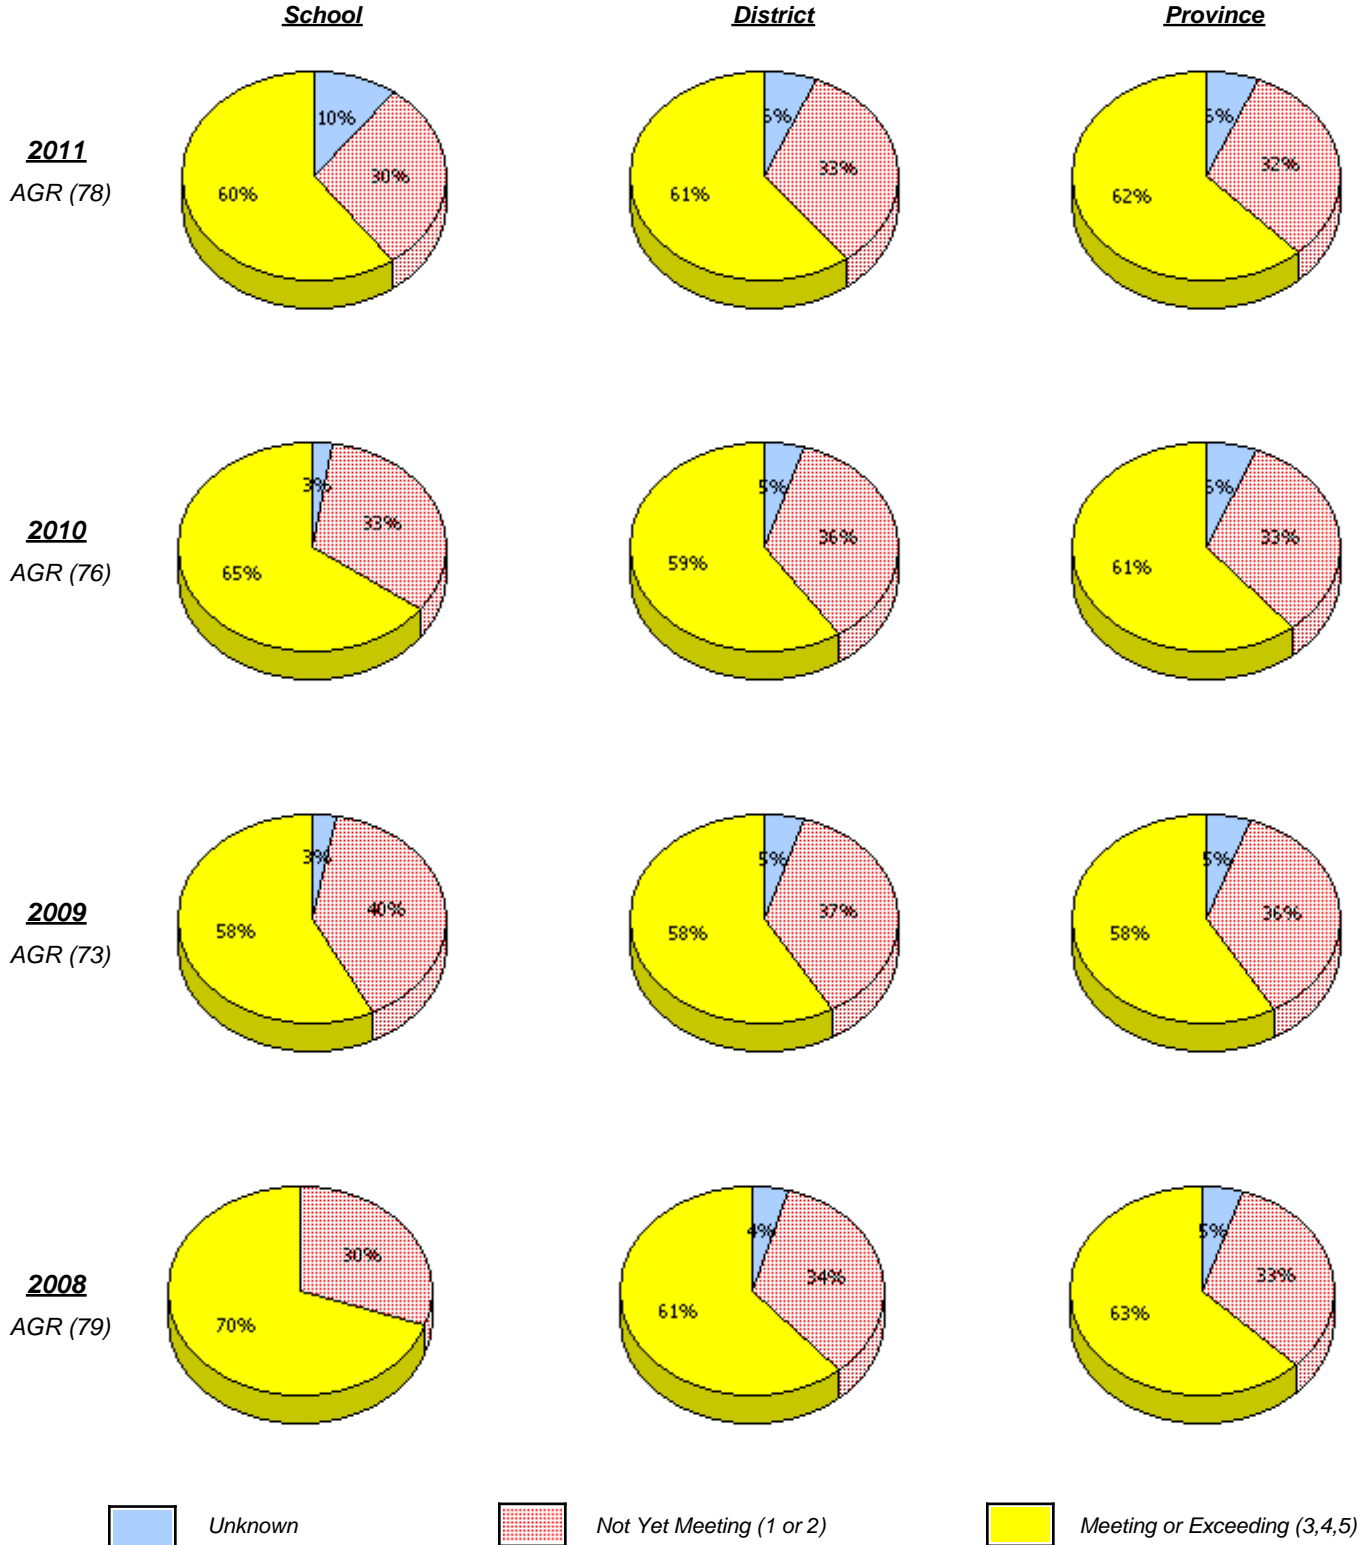 School District Province
2011
AGR (78)
10% 30% 60%
6% 33% 61%
6% 32% 62%
2010
AGR (76)
3% 33% 65%
5% 36% 59%
6% 33% 61%
2009
AGR (73)
3% 40% 58%
5% 37% 58%
5% 36% 58%
2008
AGR (79)
30% 70%
4% 34% 61%
5% 33% 63%
Unknown Not Yet Meeting (1 or 2) Meeting or Exceeding (3,4,5)